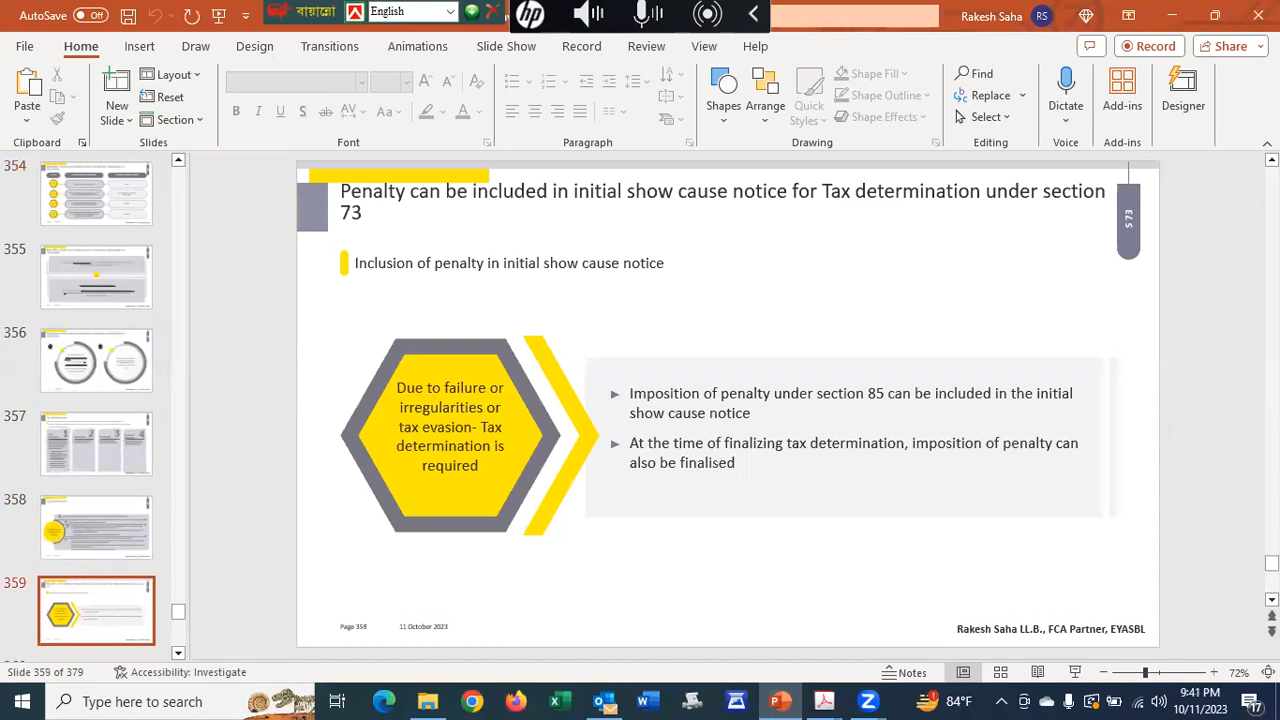 AutoSave
বায়ান্নো
English
hp
Rakesh Saha
RS
File
Home
Insert
Draw
Design
Transitions
Animations
Slide Show
Record
Review
View
Help
Record
Share
Paste
New
Slide
Layout
Reset
Section
Shapes
Arrange
Quick
Styles
Shape Fill
Shape Outline
Shape Effects
Find
Replace
Select
Dictate
Add-ins
Designer
Clipboard
Slides
Font
Paragraph
Drawing
Editing
Voice
Add-ins
354
355
356
357
358
359
Penalty can be included in initial show cause notice for Tax determination under section
73
S 73
Inclusion of penalty in initial show cause notice
Due to failure or
irregularities or
tax evasion- Tax
determination is
required
Imposition of penalty under section 85 can be included in the initial
show cause notice
At the time of finalizing tax determination, imposition of penalty can
also be finalised
Page 359
11 October 2023
Rakesh Saha LL.B., FCA Partner, EYASBL
Slide 359 of 379
Accessibility: Investigate
Notes
72%
Type here to search
84°F
9:41 PM
10/11/2023
17